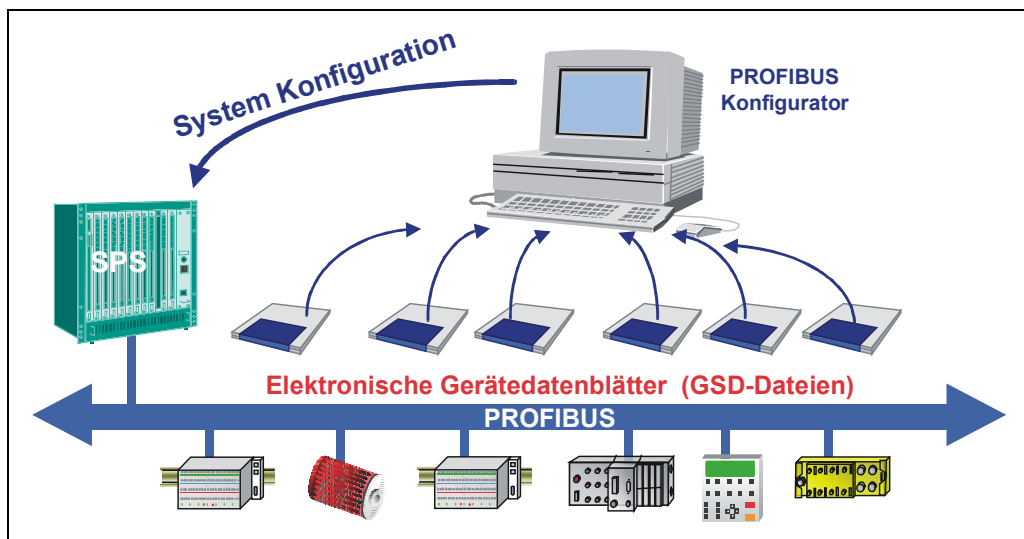 System Konfiguration
PROFIBUS
Konfigurator
SPS
Elektronische Gerätedatenblätter (GSD-Dateien)
PROFIBUS